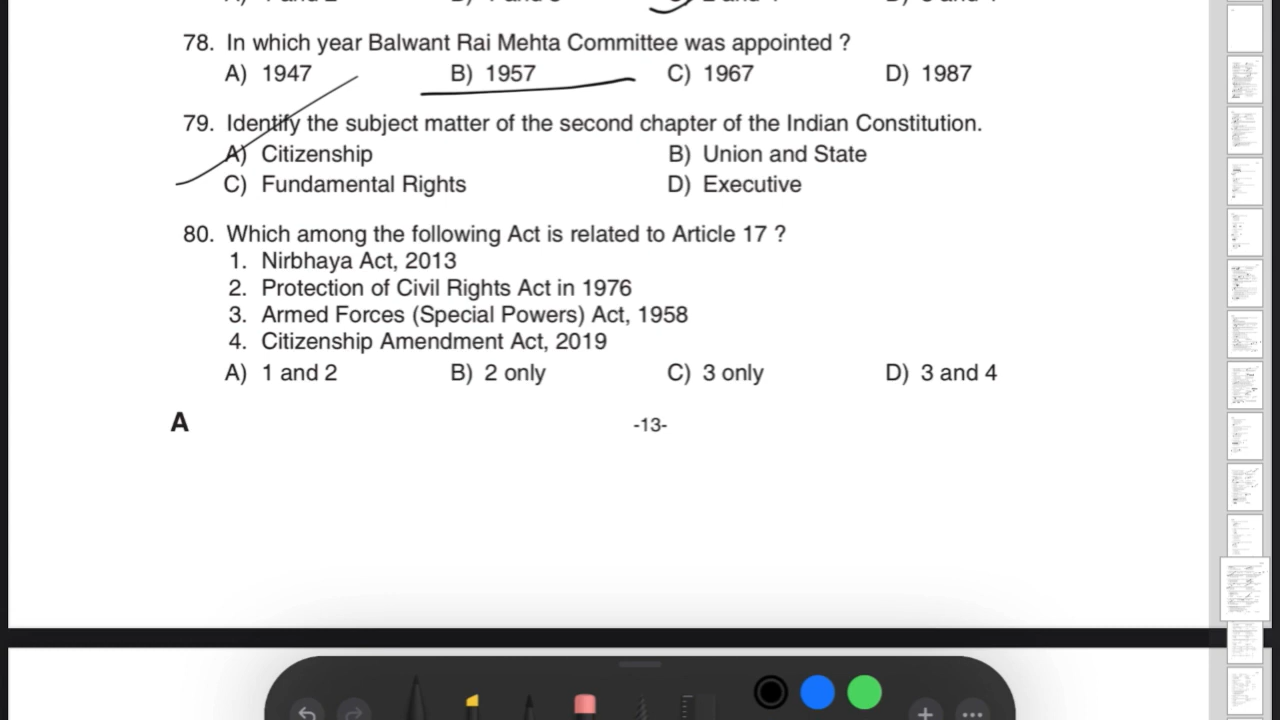 78. In which year Balwant Rai Mehta Committee was appointed ?
A) 1947 B) 1957 C) 1967 D) 1987
79. Identify the subject matter of the second chapter of the Indian Constitution.
A) Citizenship B) Union and State
C) Fundamental Rights D) Executive
80. Which among the following Act is related to Article 17 ?
1. Nirbhaya Act, 2013
2. Protection of Civil Rights Act in 1976
3. Armed Forces (Special Powers) Act, 1958
4. Citizenship Amendment Act, 2019
A) 1 and 2 B) 2 only C) 3 only D) 3 and 4
A -13-